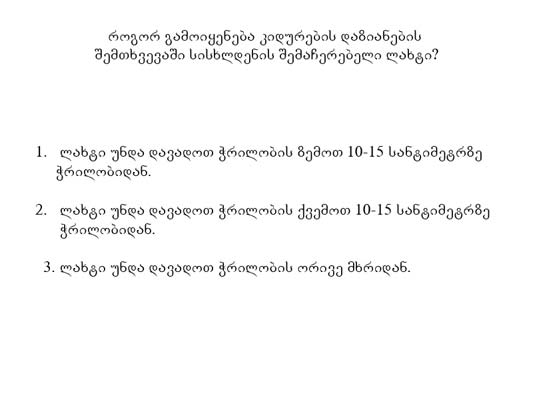 როგორ გამოიყენება კიდურების დაზიანების
შემთხვევაში სისხლდენის შემაჩერებელი ლახტი?
1. ლახტი უნდა დავადოთ ჭრილობის ზემოთ 10-15 სანტიმეტრზე
ჭრილობიდან.
2. ლახტი უნდა დავადოთ ჭრილობის ქვემოთ 10-15 სანტიმეტრზე
ჭრილობიდან.
3. ლახტი უნდა დავადოთ ჭრილობის ორივე მხრიდან.